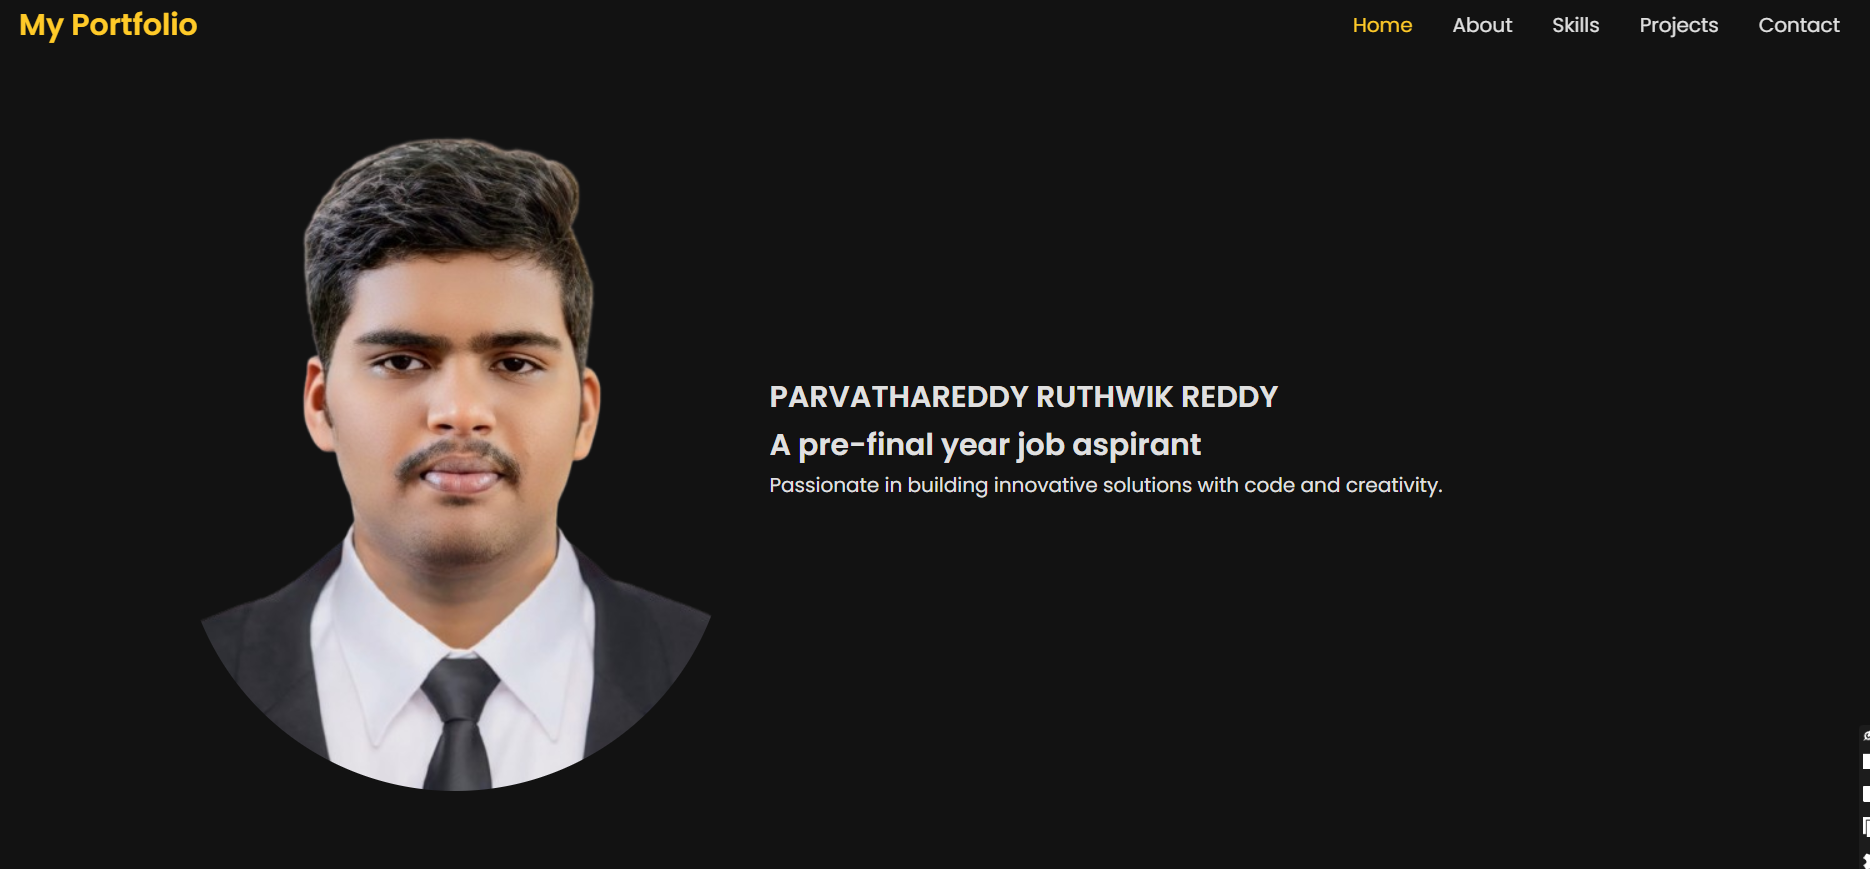 My Portfolio
Home About Skills Projects Contact
PARVATHAREDDY RUTHWIK REDDY
A pre-final year job aspirant
Passionate in building innovative solutions with code and creativity.